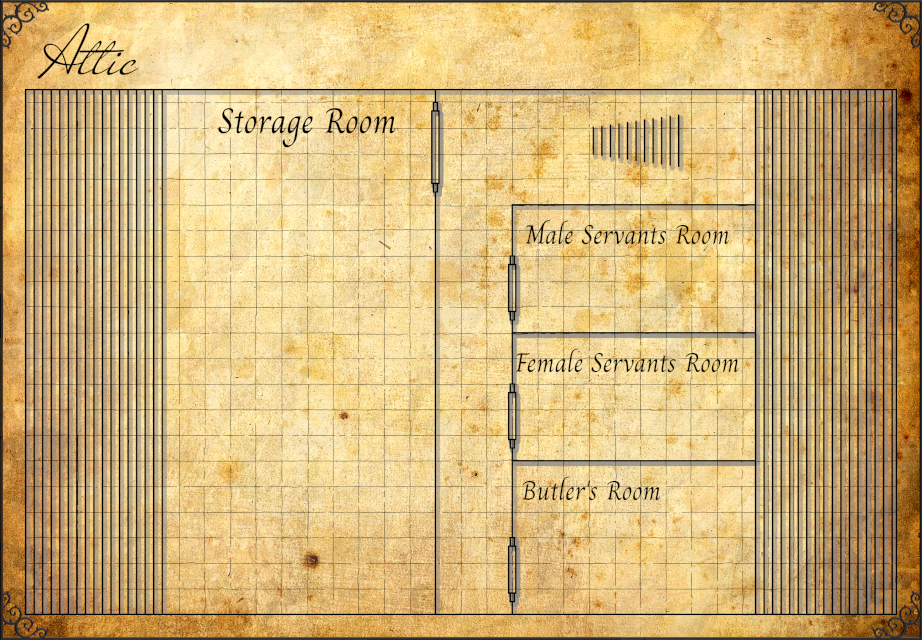 Attic
Storage Room
Male Servants Room
Female Servants Room
Butler's Room